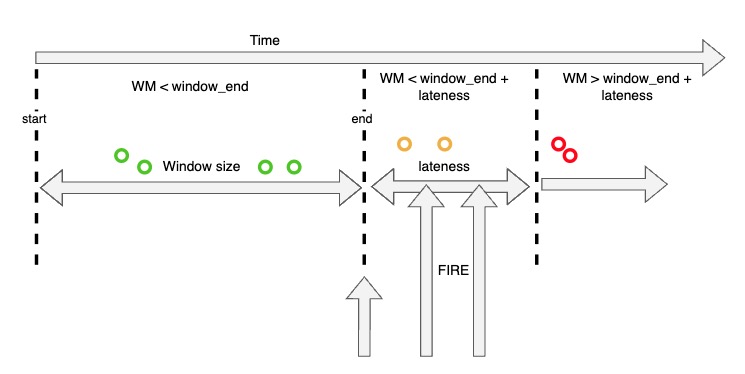 Time
WM < window_end
WM < window_end +
lateness
WM > window_end +
lateness
start
end
Window size
lateness
FIRE